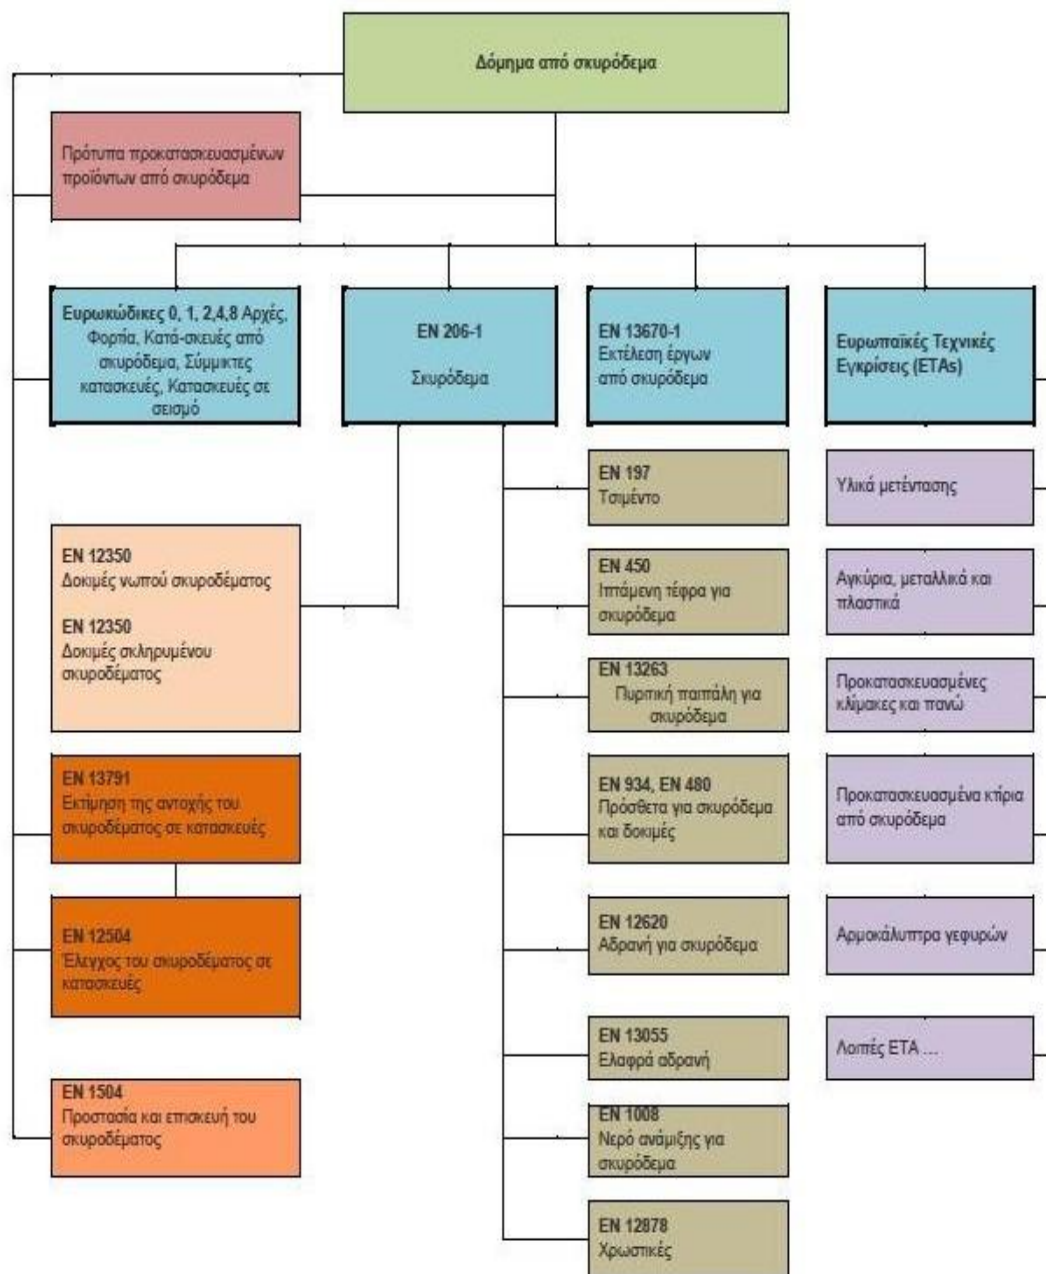 Δόμημα από σκυρόδεμα
Πρότυπα προκατασκευασμένων
προϊόντων από σκυρόδεμα
Ευρωκώδικες 0, 1, 2,4,8 Αρχές,
Φορτία, Κατά-σκευές από
σκυρόδεμα, Σύμμικτες
κατασκευές, Κατασκευές σε
σεισμό
EN 206-1
Σκυρόδεμα
EN 13670-1
Εκτέλεση έργων
από σκυρόδεμα
Ευρωπαϊκές Τεχνικές
Εγκρίσεις (ETAs)
EN 12350
Δοκιμές νωπού σκυροδέματος
EN 12350
Δοκιμές σκληρυμένου
σκυροδέματος
EN 13791
Εκτίμηση της αντοχής του
σκυροδέματος σε κατασκευές
EN 12504
Έλεγχος του σκυροδέματος σε
κατασκευές
EN 1504
Προστασία και επισκευή του
σκυροδέματος
EN 197
Τσιμέντο
EN 450
Ιπτάμενη τέφρα για
σκυρόδεμα
EN 13263
Πυριτική παιπάλη για
σκυρόδεμα
EN 934, EN 480
Πρόσθετα για σκυρόδεμα
και δοκιμές
EN 12620
Αδρανή για σκυρόδεμα
EN 13055
Ελαφρά αδρανή
EN 1008
Νερό ανάμιξης για
σκυρόδεμα
EN 12878
Χρωστικές
Υλικά μετέντασης
Αγκύρια, μεταλλικά και
πλαστικά
Προκατασκευασμένες
κλίμακες και πανώ
Προκατασκευασμένα κτίρια
από σκυρόδεμα
Αρμοκάλυπτρα γεφυρών
Λοιπές ETA ...